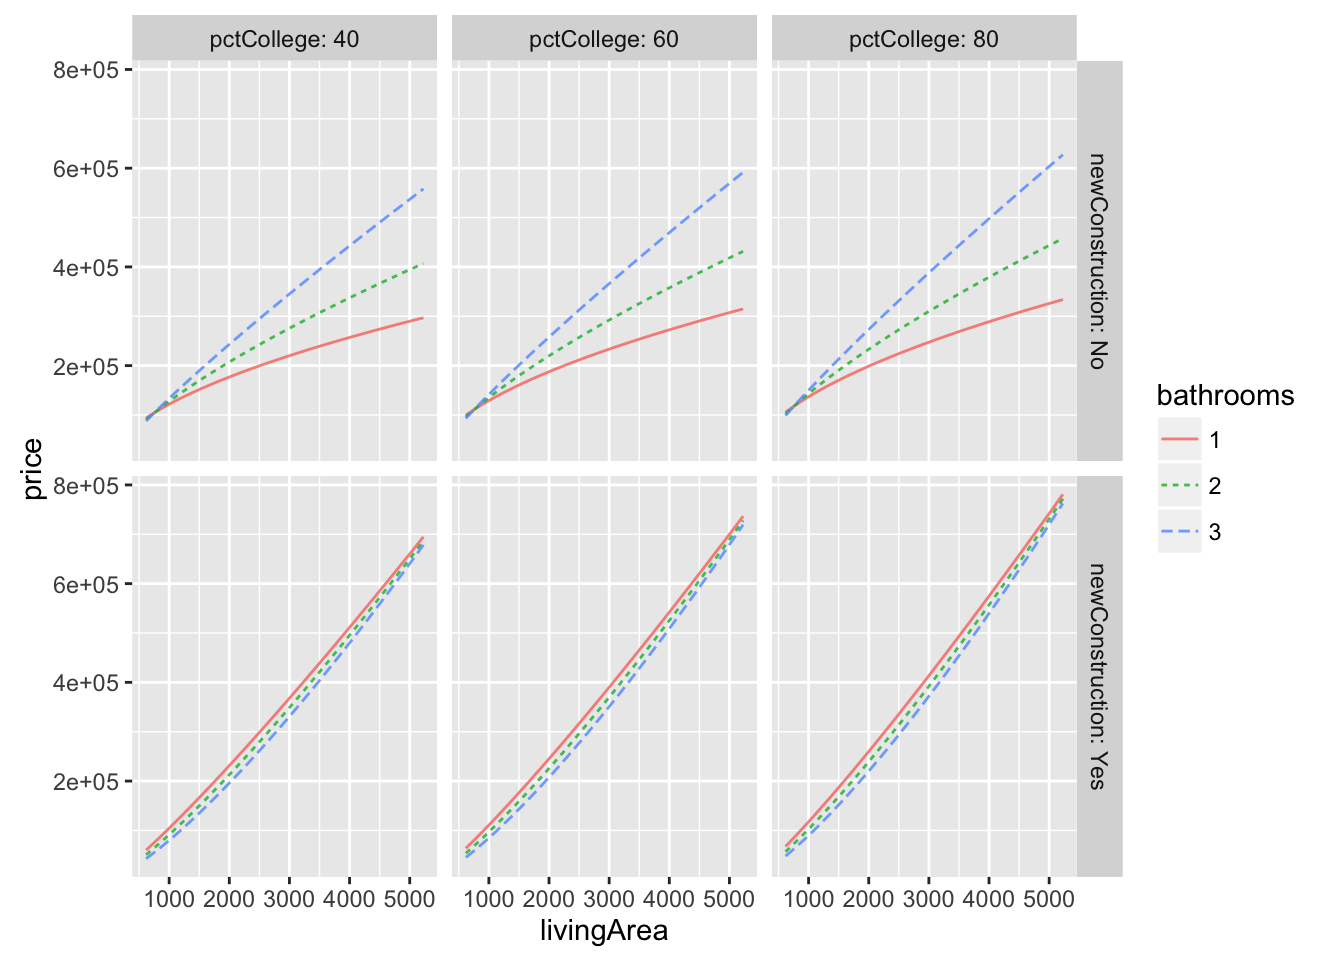 pctCollege: 40
pctCollege: 60
pctCollege: 80
8e+05
6e+05
4e+05
2e+05
newConstruction: No
8e+05
6e+05
4e+05
2e+05
newConstruction: Yes
price
1000 2000 3000 4000 5000
1000 2000 3000 4000 5000
1000 2000 3000 4000 5000
livingArea
bathrooms
1
2
3